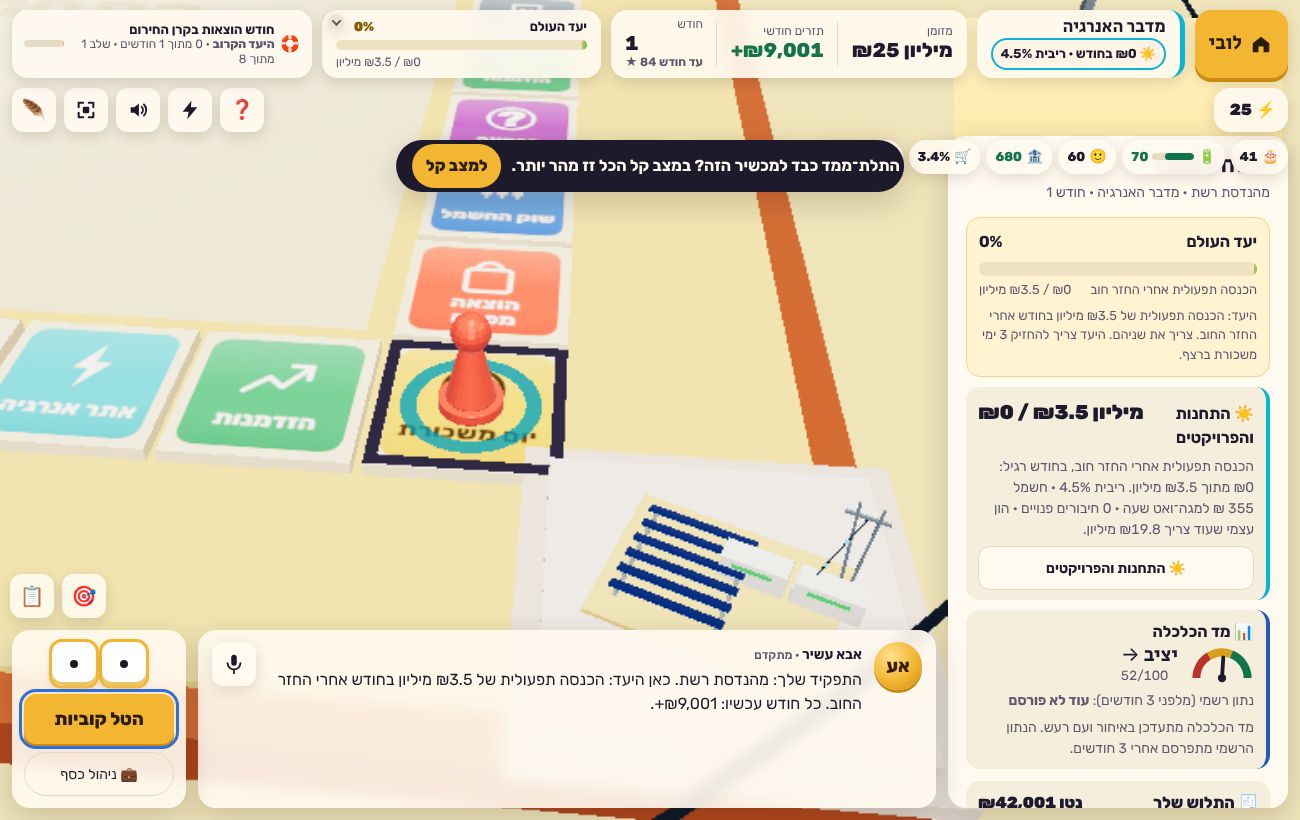 לובי
מדבר האנרגיה
☀️ ₪0 בחודש · ריבית 4.5%
מזומן
₪25 מיליון
תזרים חודשי
+₪9,001
חודש
1
עד חודש 84 ★
יעד העולם
0%
₪0 / ₪3.5 מיליון
חודש הוצאות בקרן החירום
היעד הקרוב · 0 מתוך 1 חודשים · שלב 1
מתוך 8
⚡ 25
41
70
60
680
3.4%
התלת־ממד כבד למכשיר הזה? במצב קל הכל זז מהר יותר.
למצב קל
מהנדסת רשת · מדבר האנרגיה · חודש 1
יעד העולם
0%
הכנסה תפעולית אחרי החזר חוב
₪0 / ₪3.5 מיליון
היעד: הכנסה תפעולית של ₪3.5 מיליון בחודש אחרי
החזר החוב. צריך את שניהם. היעד צריך להחזיק 3 ימי
משכורת ברצף.
☀️ התחנות
והפרויקטים
₪0 / ₪3.5 מיליון
הכנסה תפעולית אחרי החזר חוב, בחודש רגיל:
₪0 מתוך ₪3.5 מיליון. ריבית 4.5% · חשמל
355 ₪ למגה־ואט שעה · 0 חיבורים פנויים · הון
עצמי שעוד צריך ₪19.8 מיליון.
☀️ התחנות והפרויקטים
📊 מד הכלכלה
יציב →
52/100
נתון רשמי (מלפני 3 חודשים): עוד לא פורסם
מד הכלכלה מתעדכן באיחור ועם רעש. הנתון
הרשמי מתפרסם אחרי 3 חודשים.
🧾 התלוש שלך
נטו ₪42,001
שוק החשמל
הוצאה
יום משכורת
הזדמנות
אתר אנרגיה
אע
אבא עשיר · מתקדם
התפקיד שלך: מהנדסת רשת. כאן היעד: הכנסה תפעולית של ₪3.5 מיליון בחודש אחרי החזר
החוב. כל חודש עכשיו: +₪9,001.
הטל קוביות
💼 ניהול כסף